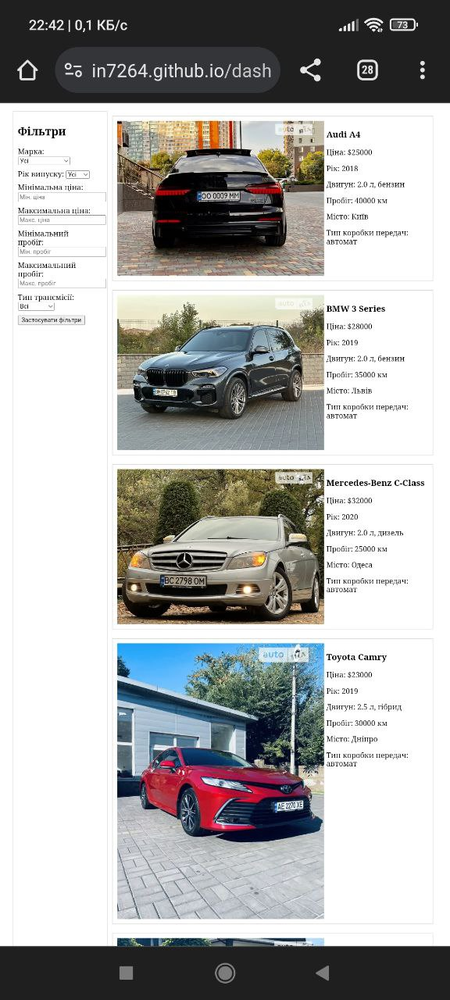 22:42 | 0,1 КБ/с
73
in7264.github.io/dash
28
Фільтри
Марка:
Усі
Рік випуску: Усі
Мінімальна ціна:
Мін. ціна
Максимальна ціна:
Макс. ціна
Мінімальний
пробіг:
Мін. пробіг
Максимальний
пробіг:
Макс. пробіг
Тип трансмісії:
Всі
Застосувати фільтри
auto
OO 0009 MM
Audi A4
Ціна: $25000
Рік: 2018
Двигун: 2.0 л, бензин
Пробіг: 40000 км
Місто: Київ
Тип коробки передач:
автомат
auto
BMW 3 Series
Ціна: $28000
Рік: 2019
Двигун: 2.0 л, бензин
Пробіг: 35000 км
Місто: Львів
Тип коробки передач:
автомат
auto
BC 2798 OM
Mercedes-Benz C-Class
Ціна: $32000
Рік: 2020
Двигун: 2.0 л, дизель
Пробіг: 25000 км
Місто: Одеса
Тип коробки передач:
автомат
auto
AE 2270 XE
Toyota Camry
Ціна: $23000
Рік: 2019
Двигун: 2.5 л, гібрид
Пробіг: 30000 км
Місто: Дніпро
Тип коробки передач:
автомат